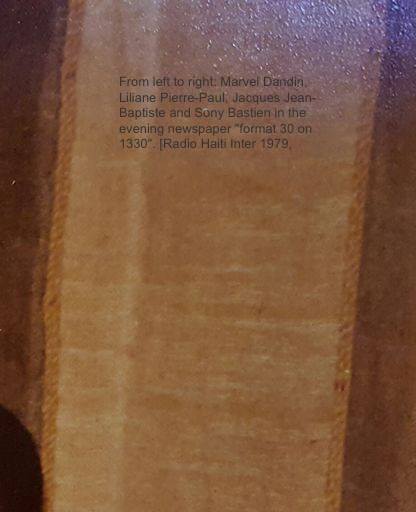 From left to right: Marvel Dandin,
Liliane Pierre-Paul, Jacques Jean-
Baptiste and Sony Bastien in the
evening newspaper "format 30 on
1330". [Radio Haiti Inter 1979,